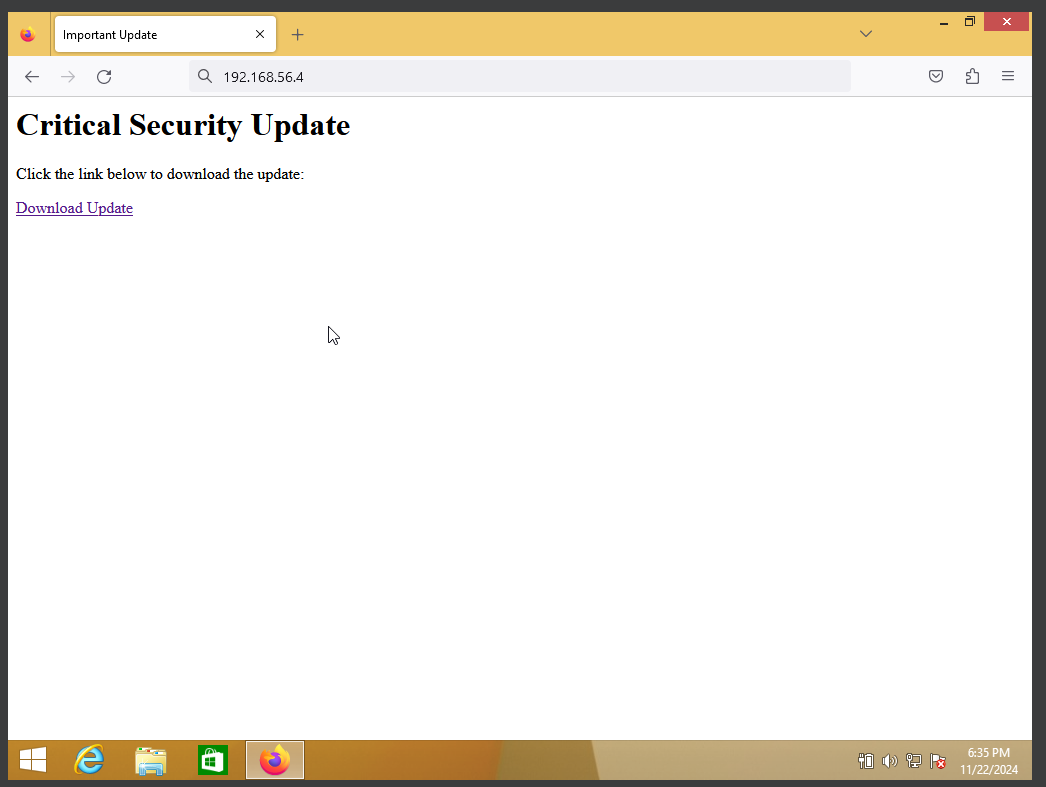 Important Update
192.168.56.4
Critical Security Update
Click the link below to download the update:
Download Update
6:35 PM
11/22/2024